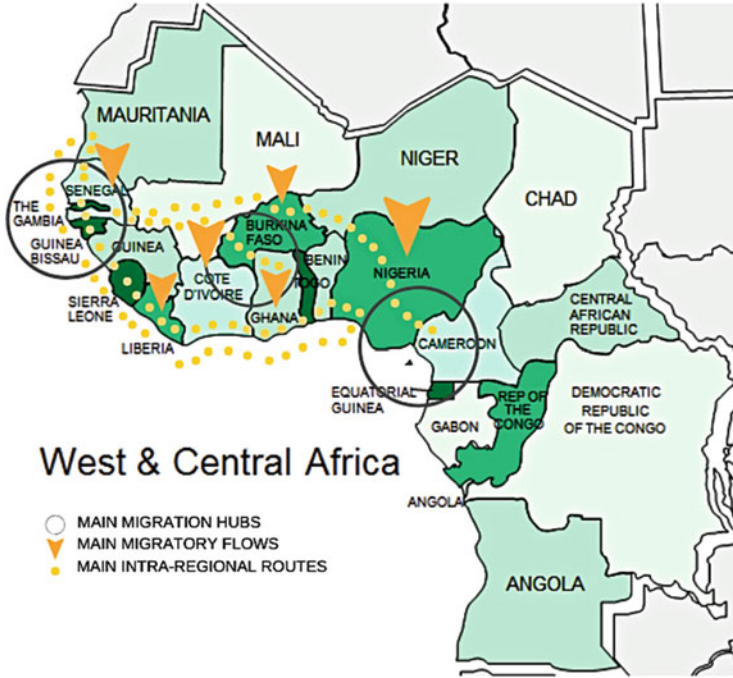 MAURITANIA
MALI
NIGER
CHAD
SENEGAL
THE
GAMBIA
GUINEA
BISSAU
GUINEA
BURKINA
FASO
BENIN
NIGERIA
SIERRA
LEONE
COTE
D'IVOIRE
TOGO
GHANA
LIBERIA
CENTRAL
AFRICAN
REPUBLIC
CAMEROON
EQUATORIAL
GUINEA
REP OF
THE
CONGO
GABON
DEMOCRATIC
REPUBLIC
OF THE CONGO
ANGOLA
ANGOLA
West & Central Africa
MAIN MIGRATION HUBS
MAIN MIGRATORY FLOWS
MAIN INTRA-REGIONAL ROUTES